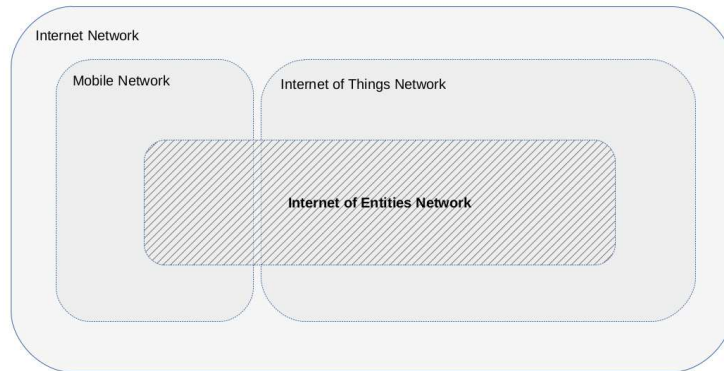 Internet Network
Mobile Network
Internet of Things Network
Internet of Entities Network